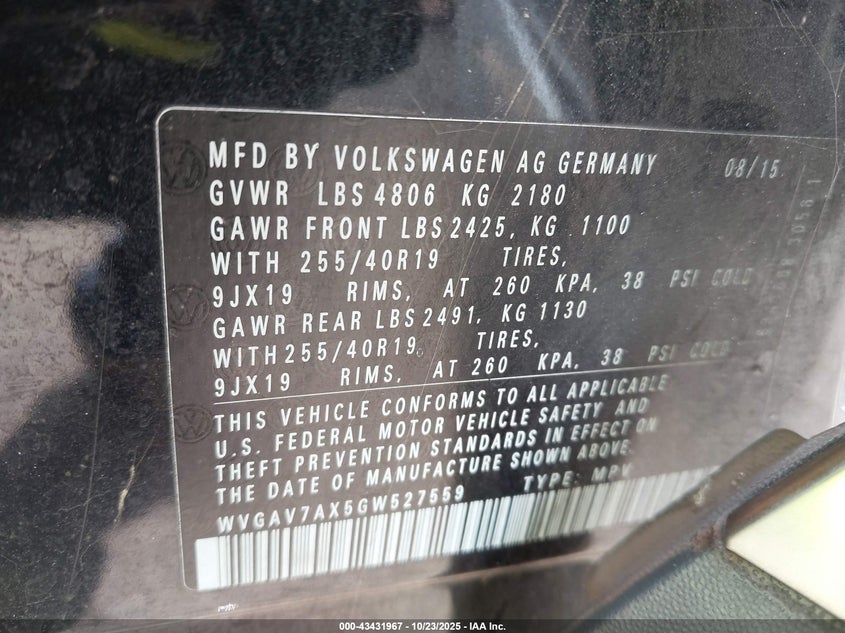 MFD BY VOLKSWAGEN AG GERMANY 08/15
GVWR LBS 4806 KG 2180
GAWR FRONT LBS 2425, KG 1100
WITH 255/40R19 TIRES,
9JX19 RIMS, AT 260 KPA, 38 PSI COLD
GAWR REAR LBS 2491, KG 1130
WITH 255/40R19 TIRES,
9JX19 RIMS, AT 260 KPA, 38 PSI COLD
THIS VEHICLE CONFORMS TO ALL APPLICABLE
U.S. FEDERAL MOTOR VEHICLE SAFETY AND
THEFT PREVENTION STANDARDS IN EFFECT ON
THE DATE OF MANUFACTURE SHOWN ABOVE.
WVGAV7AX5GW527559 TYPE: MPV
000-43431967 - 10/23/2025 - IAA Inc.